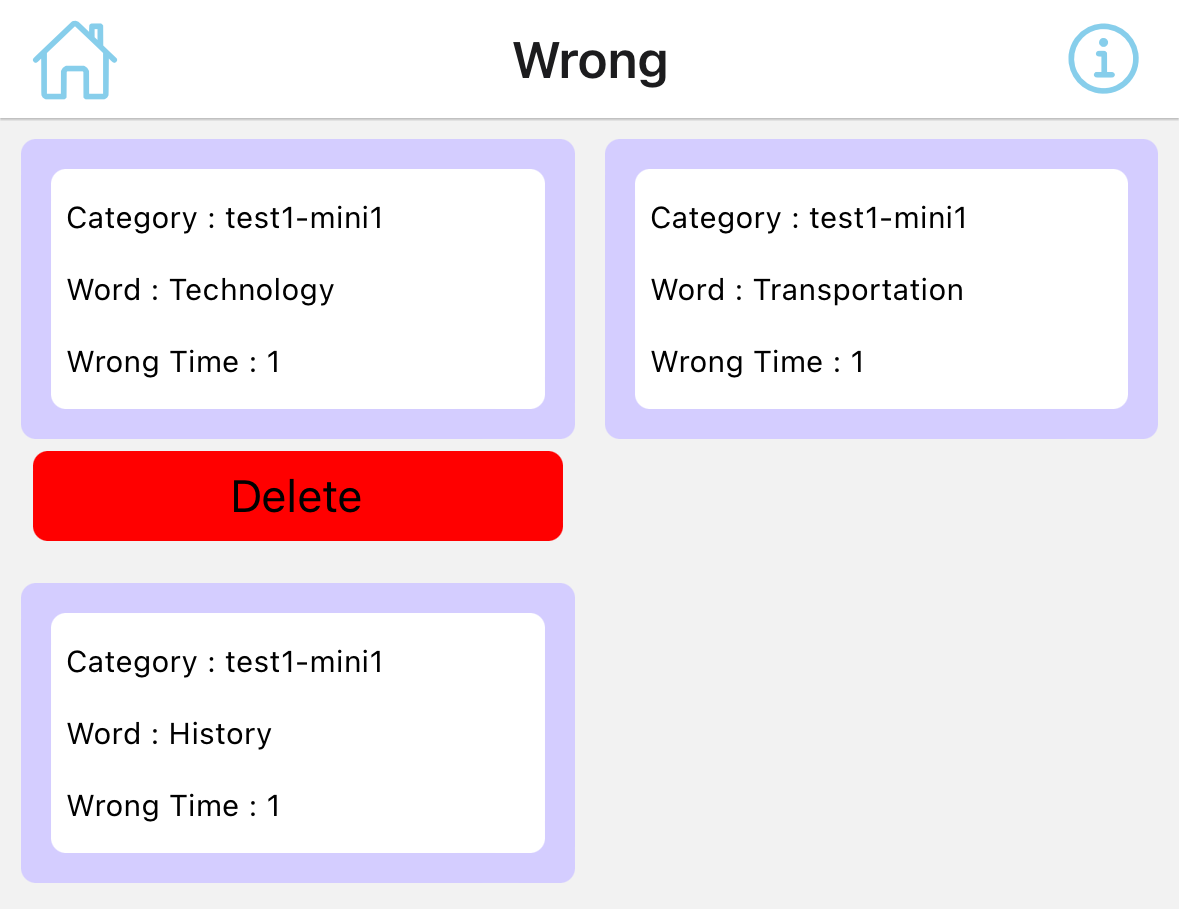 Wrong
Category : test1-mini1
Word : Technology
Wrong Time : 1
Category : test1-mini1
Word : Transportation
Wrong Time : 1
Delete
Category : test1-mini1
Word : History
Wrong Time : 1